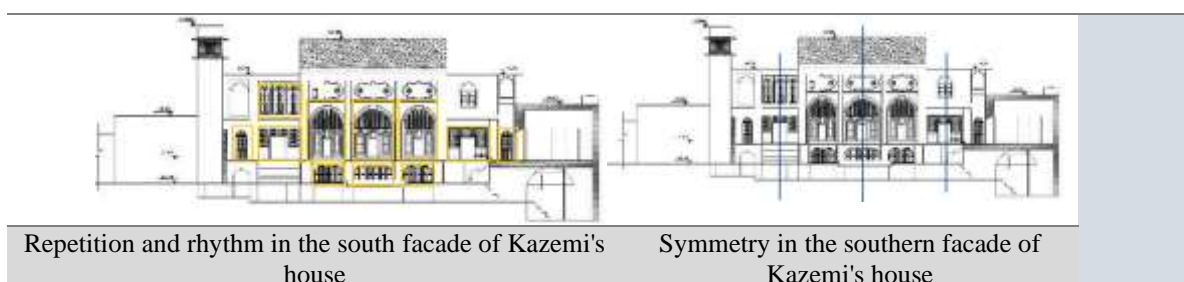 Repetition and rhythm in the south facade of Kazemi's
house
Symmetry in the southern facade of
Kazemi's house